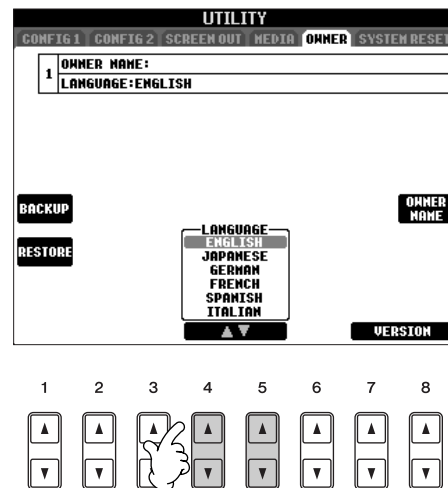 UTILITY
CONFIG 1 CONFIG 2 SCREEN OUT MEDIA OWNER SYSTEM RESET
1 OWNER NAME:
LANGUAGE:ENGLISH
BACKUP
OWNER NAME
RESTORE
LANGUAGE
ENGLISH
JAPANESE
GERMAN
FRENCH
SPANISH
ITALIAN
VERSION
1 2 3 4 5 6 7 8